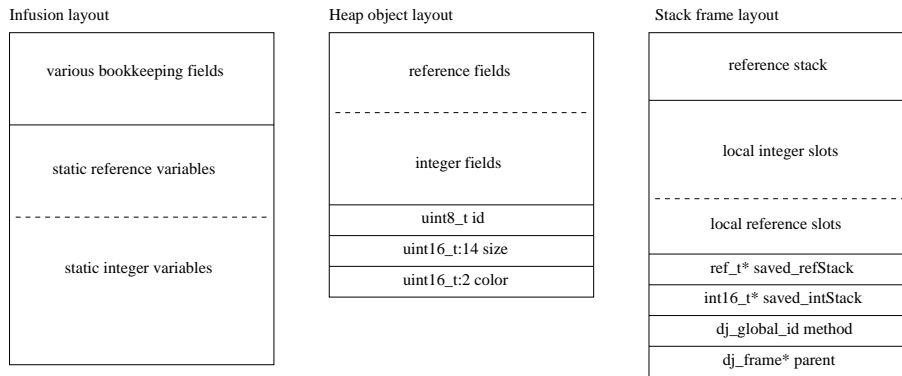 Infusion layout
various bookkeeping fields
static reference variables
static integer variables
Heap object layout
reference fields
integer fields
uint8_t id
uint16_t:14 size
uint16_t:2 color
Stack frame layout
reference stack
local integer slots
local reference slots
ref_t* saved_refStack
int16_t* saved_intStack
dj_global_id method
dj_frame* parent